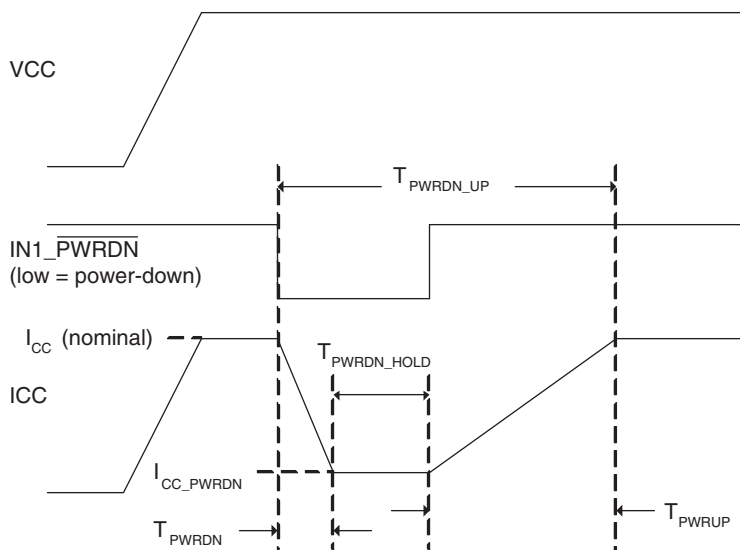 VCC
T PWRDN_UP
IN1_PWRDN
(low = power-down)
I CC (nominal)
T PWRDN_HOLD
ICC
I CC_PWRDN
T PWRDN
T PWRUP